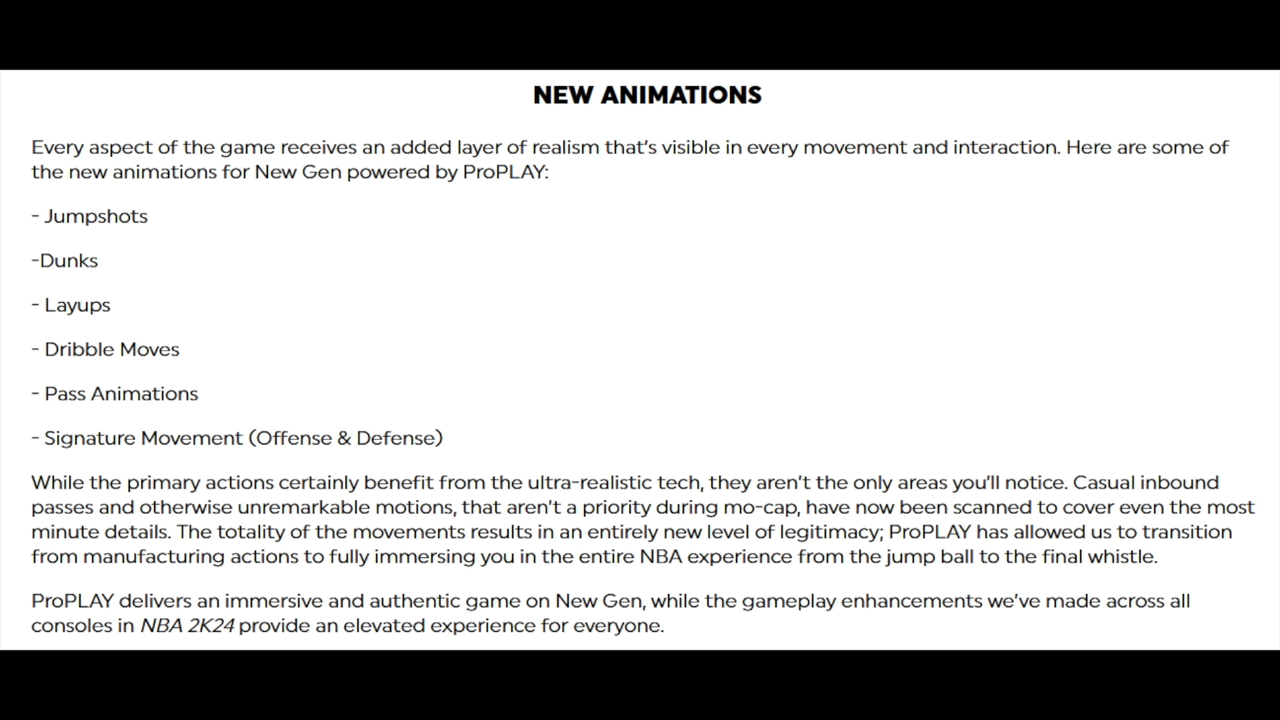 NEW ANIMATIONS
Every aspect of the game receives an added layer of realism that's visible in every movement and interaction. Here are some of
the new animations for New Gen powered by ProPLAY:
- Jumpshots
-Dunks
- Layups
- Dribble Moves
- Pass Animations
- Signature Movement (Offense & Defense)
While the primary actions certainly benefit from the ultra-realistic tech, they aren't the only areas you'll notice. Casual inbound
passes and otherwise unremarkable motions, that aren't a priority during mo-cap, have now been scanned to cover even the most
minute details. The totality of the movements results in an entirely new level of legitimacy; ProPLAY has allowed us to transition
from manufacturing actions to fully immersing you in the entire NBA experience from the jump ball to the final whistle.
ProPLAY delivers an immersive and authentic game on New Gen, while the gameplay enhancements we've made across all
consoles in NBA 2K24 provide an elevated experience for everyone.